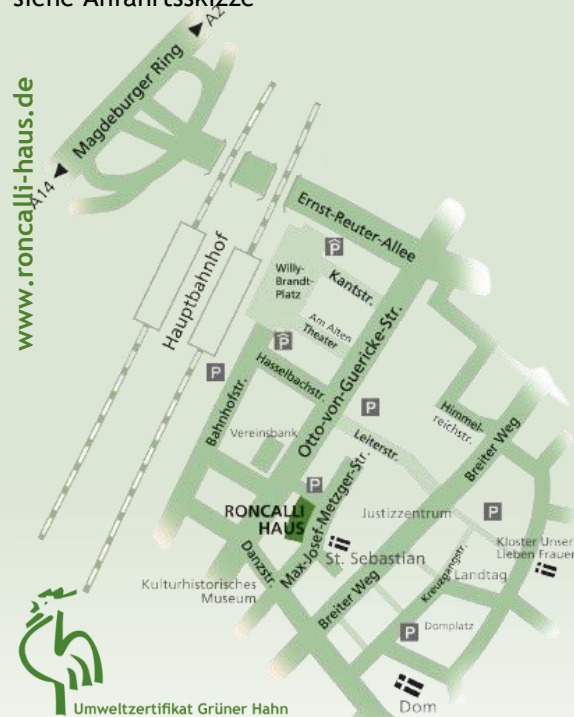 siehe Anfahrtsskizze
A2
Magdeburger Ring
A14
www.roncalli-haus.de
Ernst-Reuter-Allee
Hauptbahnhof
P
Willy-
Brandt-
Platz
Kantstr.
Am Alten
Theater
P
P
Hasselbachstr.
Otto-von-Guericke-Str.
Bahnhofstr.
P
Himmel-
reichstr.
Vereinsbank
Leiterstr.
Breiter Weg
P
RONCALLI
HAUS
Max-Josef-Metzger-Str.
Justizzentrum
P
Danzstr.
St. Sebastian
Kloster Unser
Lieben Frauen
Kreuzgangstr.
Landtag
Kulturhistorisches
Museum
Breiter Weg
P
Domplatz
Dom
Umweltzertifikat Grüner Hahn